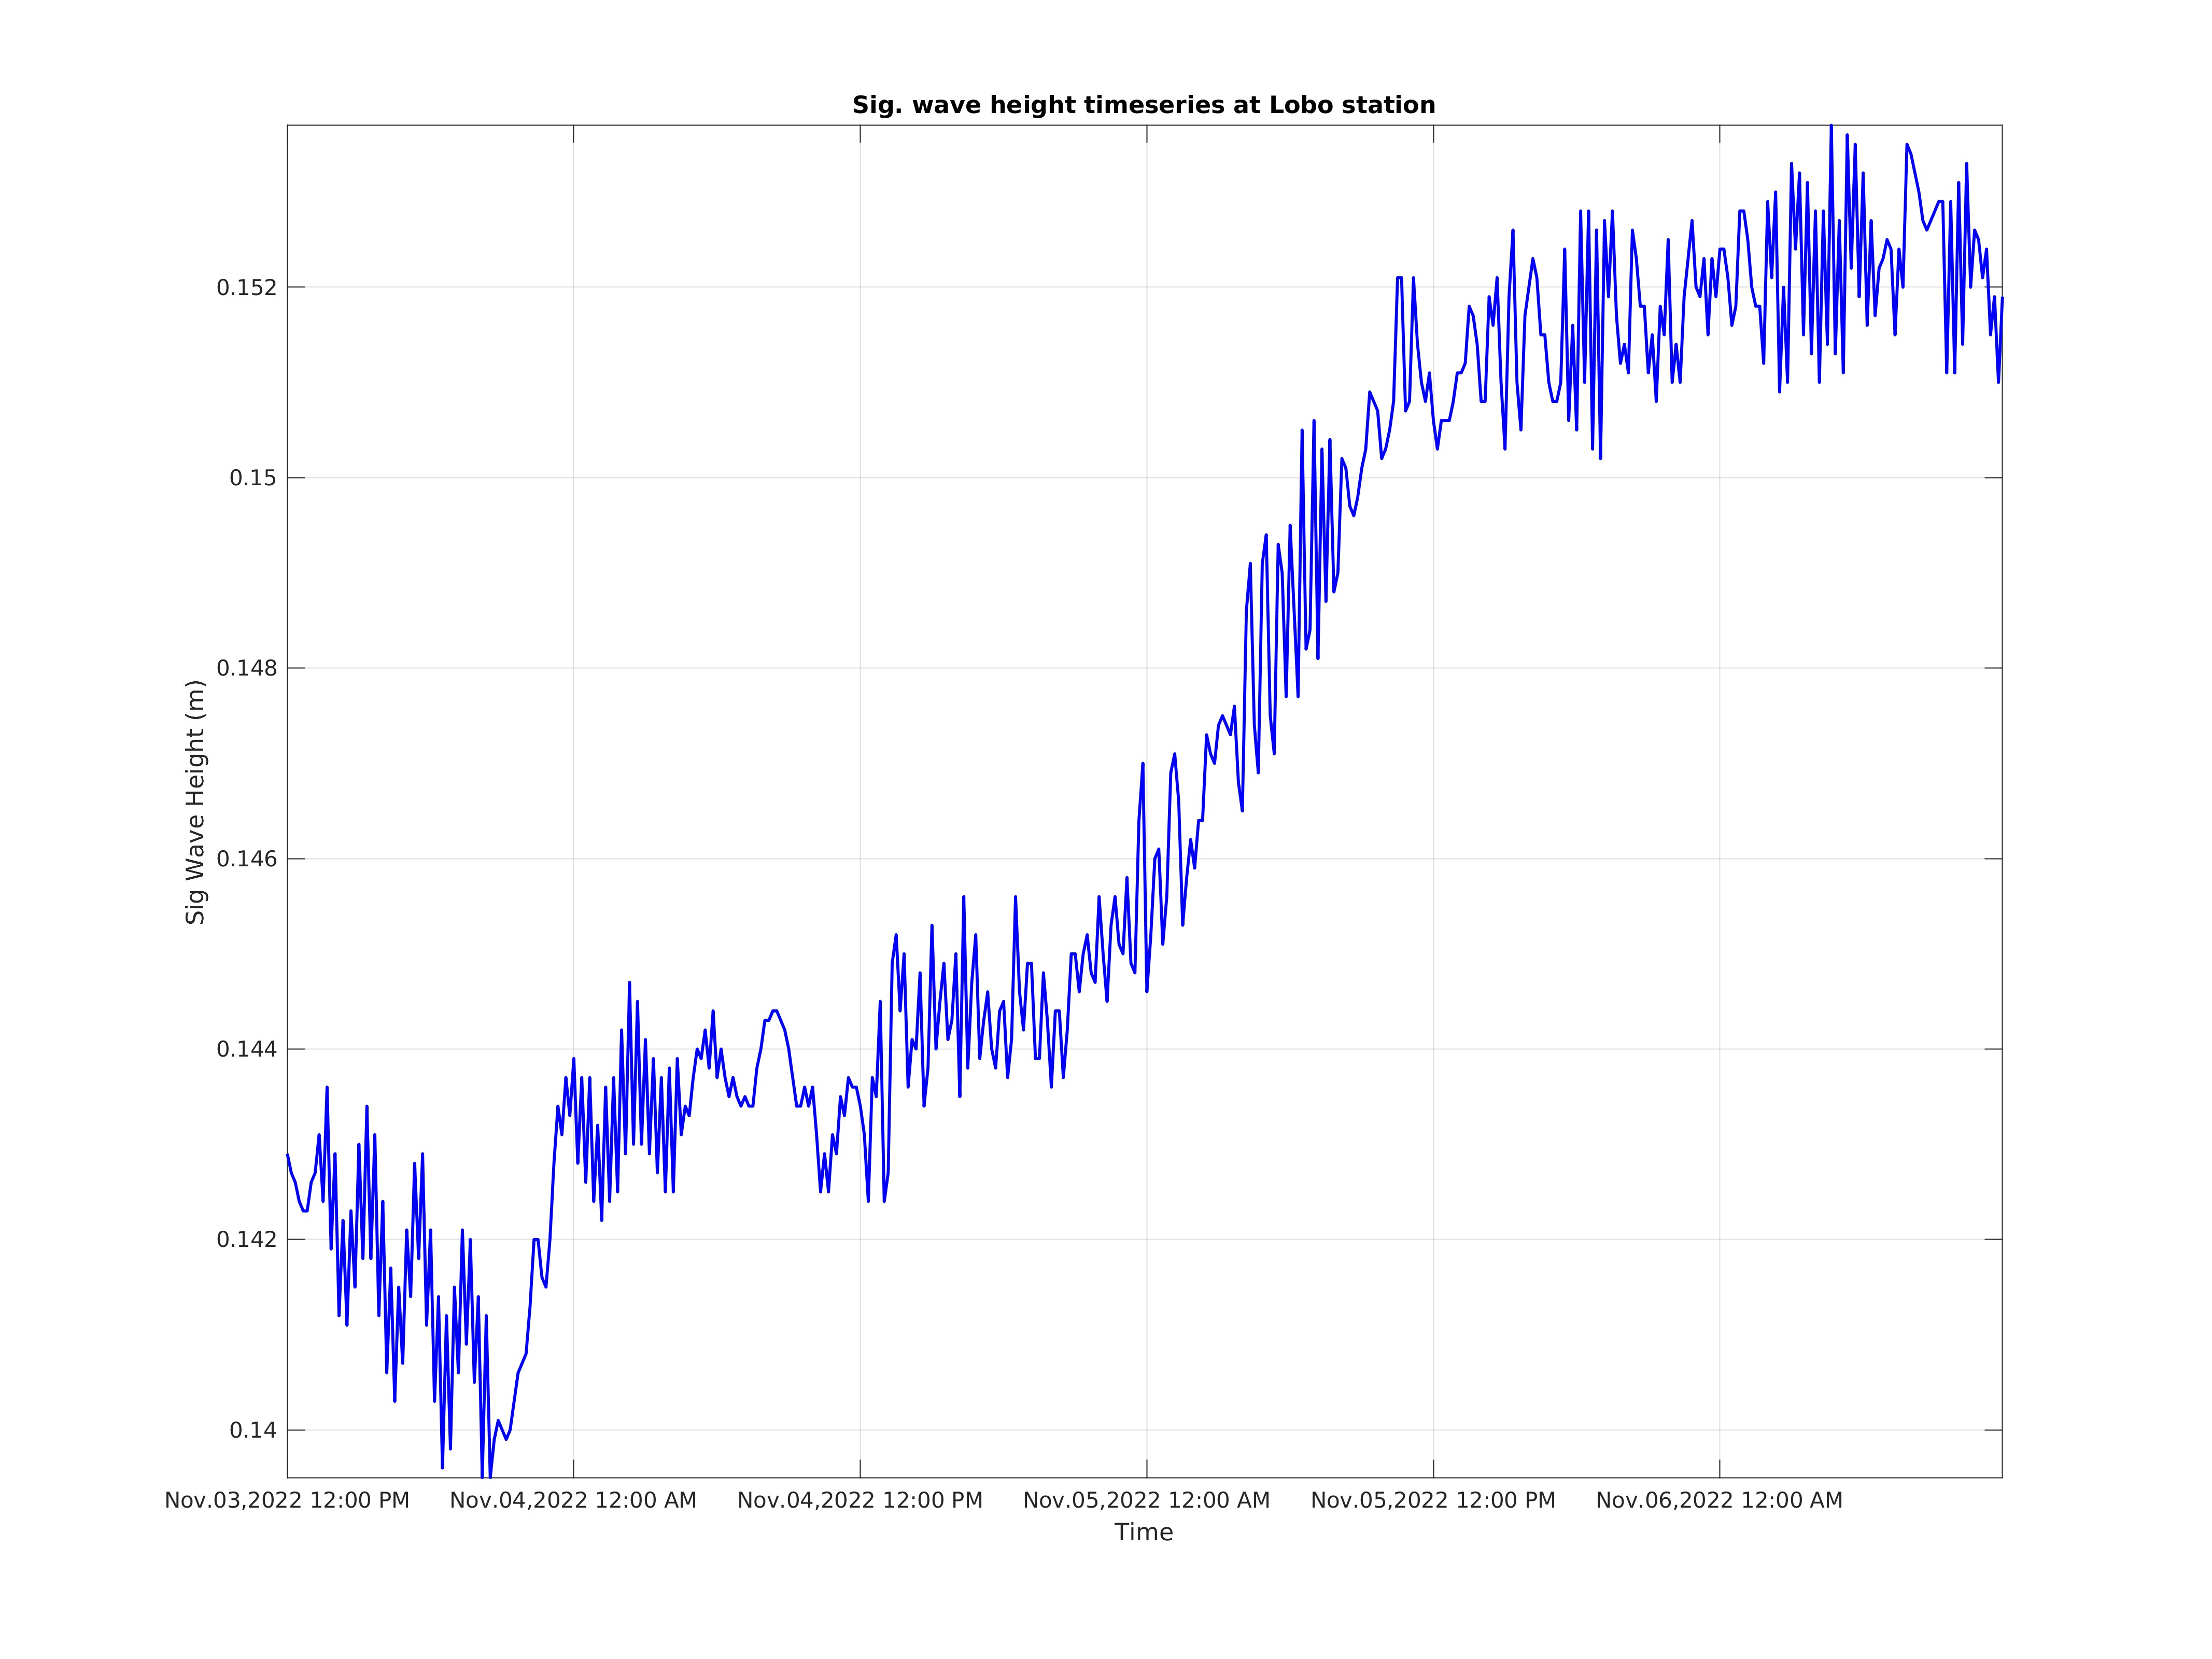 Sig. wave height timeseries at Lobo station
0.152
0.15
0.148
0.146
0.144
0.142
0.14
Sig Wave Height (m)
Nov.03,2022 12:00 PM Nov.04,2022 12:00 AM Nov.04,2022 12:00 PM Nov.05,2022 12:00 AM Nov.05,2022 12:00 PM Nov.06,2022 12:00 AM
Time